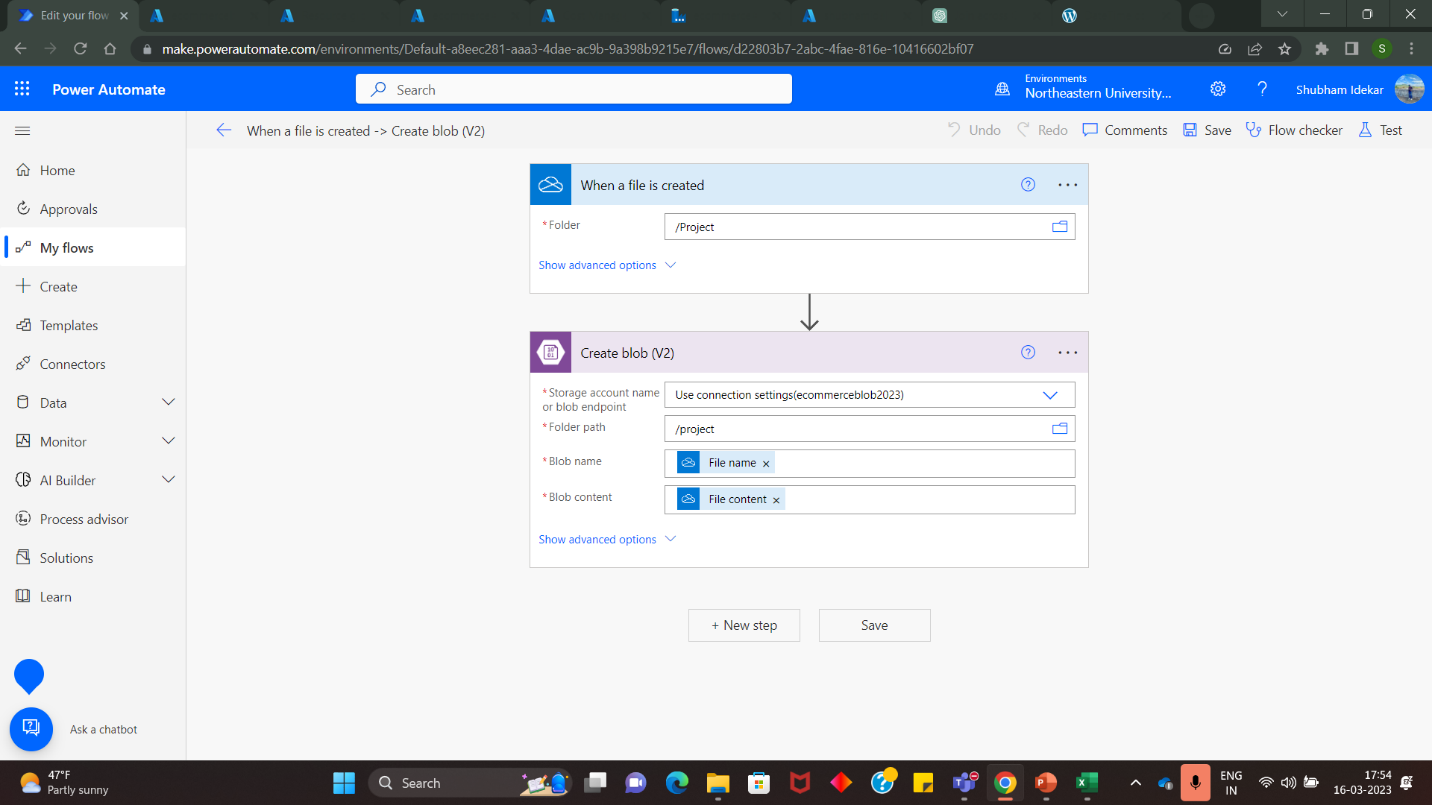 Edit your flow
make.powerautomate.com/environments/Default-a8eec281-aaa3-4dae-ac9b-9a398b9215e7/flows/d22803b7-2abc-4fae-816e-10416602bf07
S
Power Automate
Search
Environments
Northeastern University...
?
Shubham Idekar
When a file is created -> Create blob (V2)
Undo
Redo
Comments
Save
Flow checker
Test
Home
Approvals
My flows
Create
Templates
Connectors
Data
Monitor
AI Builder
Process advisor
Solutions
Learn
Ask a chatbot
When a file is created
?
*Folder
/Project
Show advanced options
Create blob (V2)
?
*Storage account name
or blob endpoint
Use connection settings(ecommerceblob2023)
*Folder path
/project
*Blob name
File name ×
*Blob content
File content ×
Show advanced options
+ New step
Save
47°F
Partly sunny
Search
ENG
IN
17:54
16-03-2023